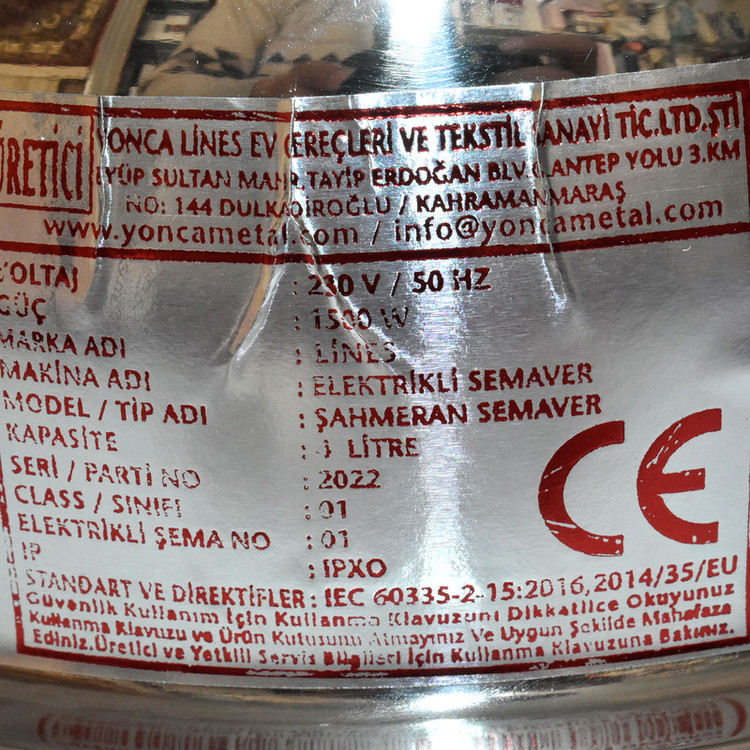 ÜRETİCİ
YONCA LINES EV GEREÇLERİ VE TEKSTİL SANAYİ TİC.LTD.ŞTİ
EYÜP SULTAN MAH R.TAYİP ERDOĞAN BLV.G.ANTEP YOLU 3.KM
NO: 144 DULKADİROĞLU / KAHRAMANMARAŞ
www.yoncametal.com / info@yoncametal.com
VOLTAJ : 230 V / 50 HZ
GÜÇ : 1500 W
MARKA ADI : LİNES
MAKİNA ADI : ELEKTRİKLİ SEMAVER
MODEL / TİP ADI : ŞAHMERAN SEMAVER
KAPASİTE : LİTRE
SERİ / PARTİ NO : 2022
CLASS / SINIFI : 01
ELEKTRİKLİ ŞEMA NO : 01
IP : IPXO
CE
STANDART VE DİREKTİFLER : IEC 60335-2-15:2016,2014/35/EU
Güvenlik Kullanım İçin Kullanma Klavuzunu Dikkatlice Okuyunuz
Kullanma Klavuzu ve Ürün Kutusunu Atmayınız Ve Uygun Şekilde Mahafaza
Ediniz.Üretici ve Yetkili Servis Bilgileri İçin Kullanma Klavuzuna Bakınız.